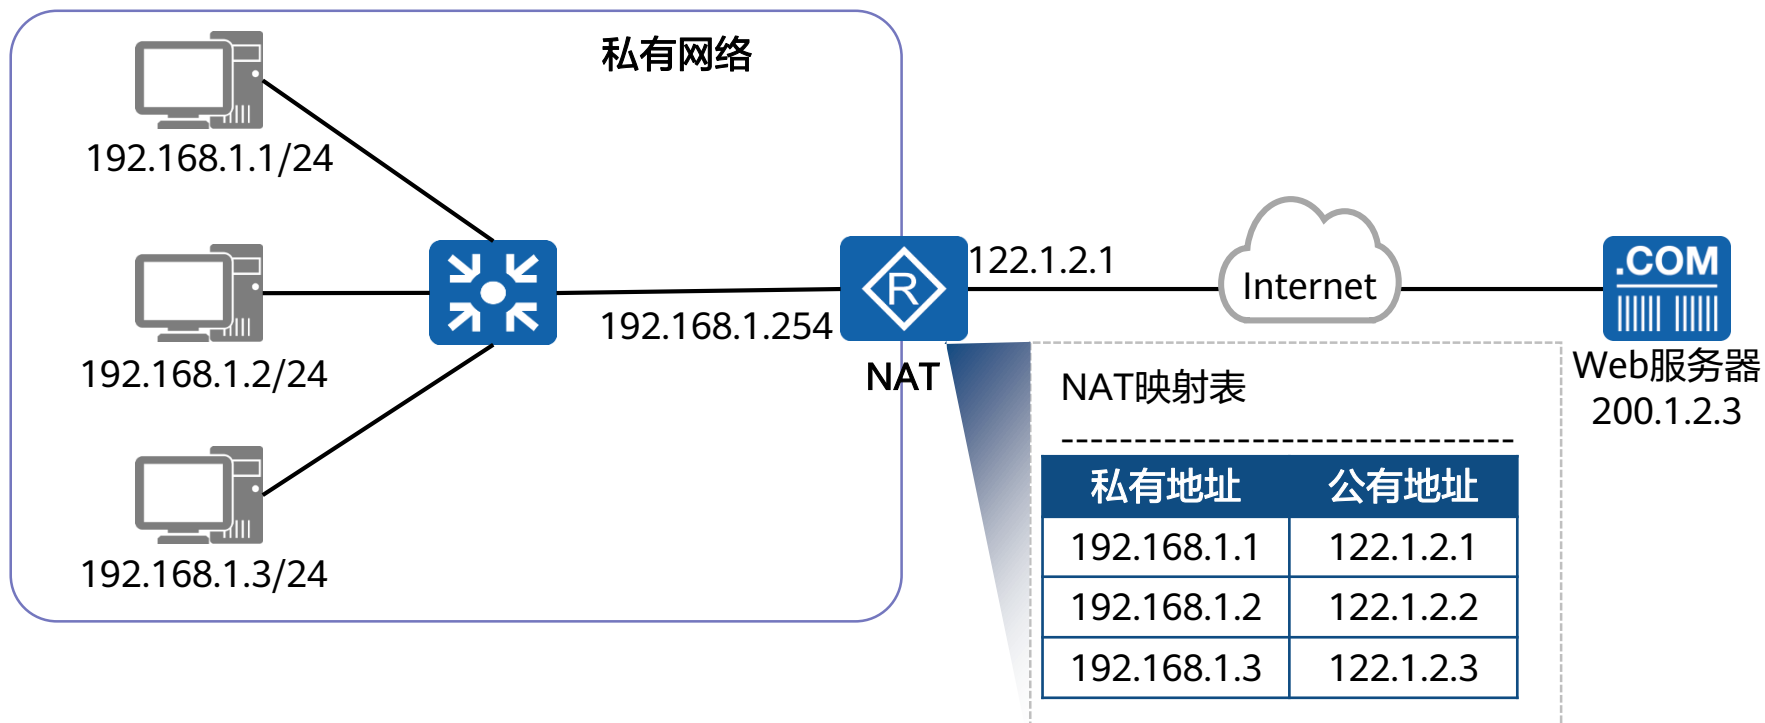 私有网络
192.168.1.1/24
192.168.1.2/24
192.168.1.3/24
192.168.1.254
R
NAT
122.1.2.1
Internet
.COM
Web服务器
200.1.2.3
NAT映射表
-------------------------------
私有地址 公有地址
192.168.1.1 122.1.2.1
192.168.1.2 122.1.2.2
192.168.1.3 122.1.2.3